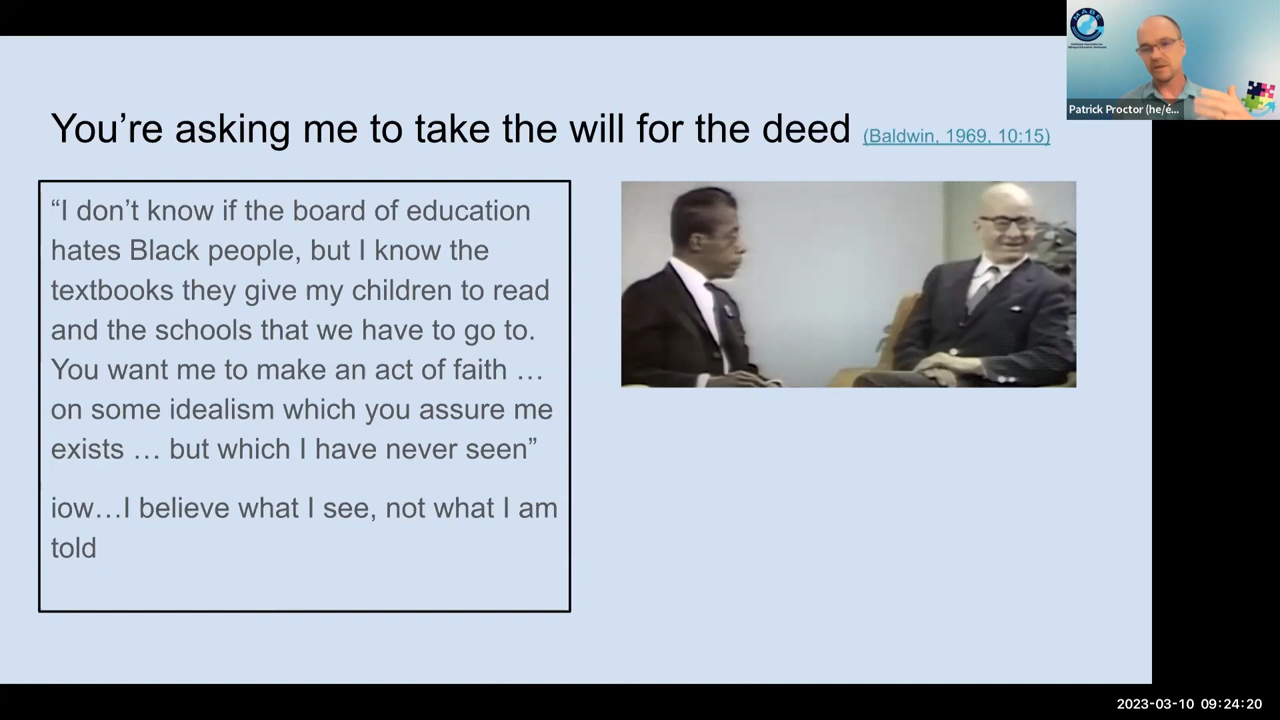 You’re asking me to take the will for the deed (Baldwin, 1969, 10:15)
“I don’t know if the board of education
hates Black people, but I know the
textbooks they give my children to read
and the schools that we have to go to.
You want me to make an act of faith …
on some idealism which you assure me
exists … but which I have never seen”
iow…I believe what I see, not what I am
told
MABE
Patrick Proctor (he/é...
2023-03-10 09:24:20